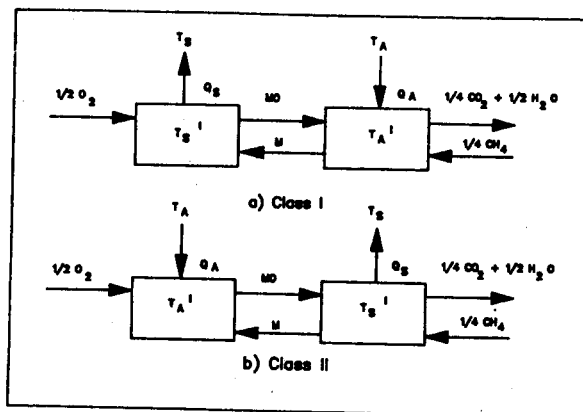 T_S
T_A
1/2 O_2
Q_S
MO
Q_A
1/4 CO_2 + 1/2 H_2 O
T_S^I
M
T_A^I
1/4 CH_4
a) Class I
T_A
T_S
1/2 O_2
Q_A
MO
Q_S
1/4 CO_2 + 1/2 H_2 O
T_A^I
M
T_S^I
1/4 CH_4
b) Class II